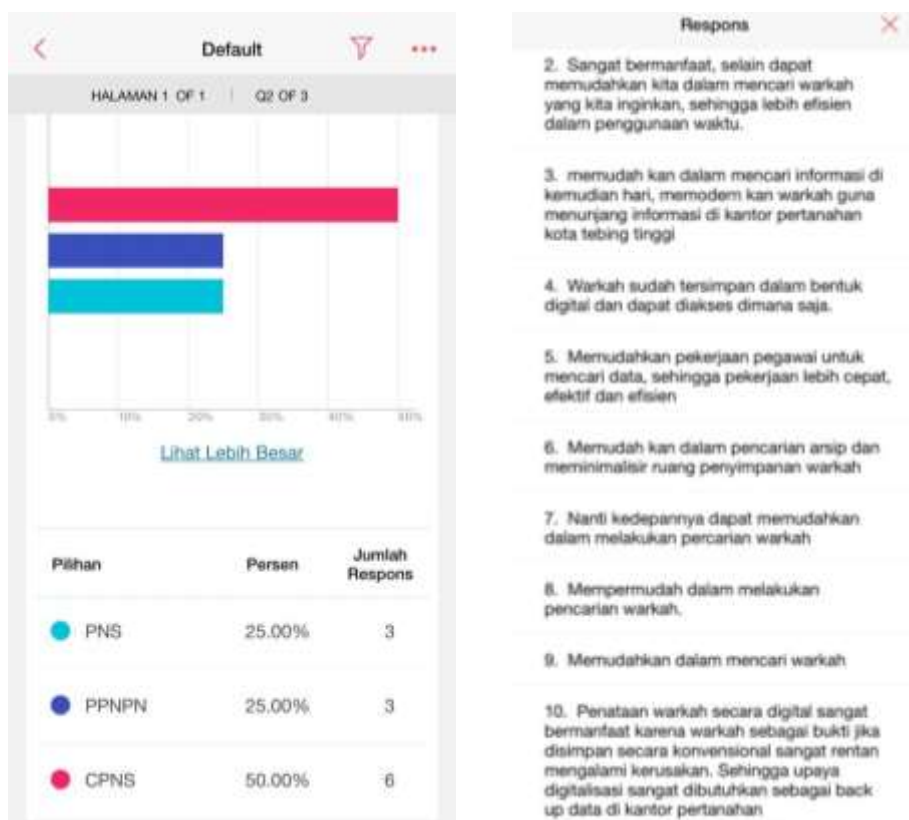 Default
HALAMAN 1 OF 1 | Q2 OF 3
0% 10% 20% 30% 40% 50%
Lihat Lebih Besar
Pilihan Persen Jumlah Respons
PNS 25.00% 3
PPNPN 25.00% 3
CPNS 50.00% 6
Respons
2. Sangat bermanfaat, selain dapat
memudahkan kita dalam mencari warkah
yang kita inginkan, sehingga lebih efisien
dalam penggunaan waktu.
3. memudah kan dalam mencari informasi di
kemudian hari, memodern kan warkah guna
menunjang informasi di kantor pertanahan
kota tebing tinggi
4. Warkah sudah tersimpan dalam bentuk
digital dan dapat diakses dimana saja.
5. Memudahkan pekerjaan pegawai untuk
mencari data, sehingga pekerjaan lebih cepat,
efektif dan efisien
6. Memudah kan dalam pencarian arsip dan
meminimalisir ruang penyimpanan warkah
7. Nanti kedepannya dapat memudahkan
dalam melakukan percarian warkah
8. Mempermudah dalam melakukan
pencarian warkah.
9. Memudahkan dalam mencari warkah
10. Penataan warkah secara digital sangat
bermanfaat karena warkah sebagai bukti jika
disimpan secara konvensional sangat rentan
mengalami kerusakan. Sehingga upaya
digitalisasi sangat dibutuhkan sebagai back
up data di kantor pertanahan